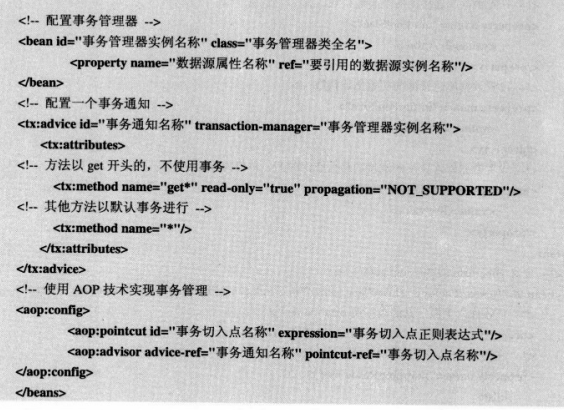 <!-- 配置事务管理器 -->
<bean id="事务管理器实例名称" class="事务管理器类全名">
<property name="数据源属性名称" ref="要引用的数据源实例名称"/>
</bean>
<!-- 配置一个事务通知 -->
<tx:advice id="事务通知名称" transaction-manager="事务管理器实例名称">
<tx:attributes>
<!-- 方法以 get 开头的，不使用事务 -->
<tx:method name="get*" read-only="true" propagation="NOT_SUPPORTED"/>
<!-- 其他方法以默认事务进行 -->
<tx:method name="*"/>
</tx:attributes>
</tx:advice>
<!-- 使用 AOP 技术实现事务管理 -->
<aop:config>
<aop:pointcut id="事务切入点名称" expression="事务切入点正则表达式"/>
<aop:advisor advice-ref="事务通知名称" pointcut-ref="事务切入点名称"/>
</aop:config>
</beans>